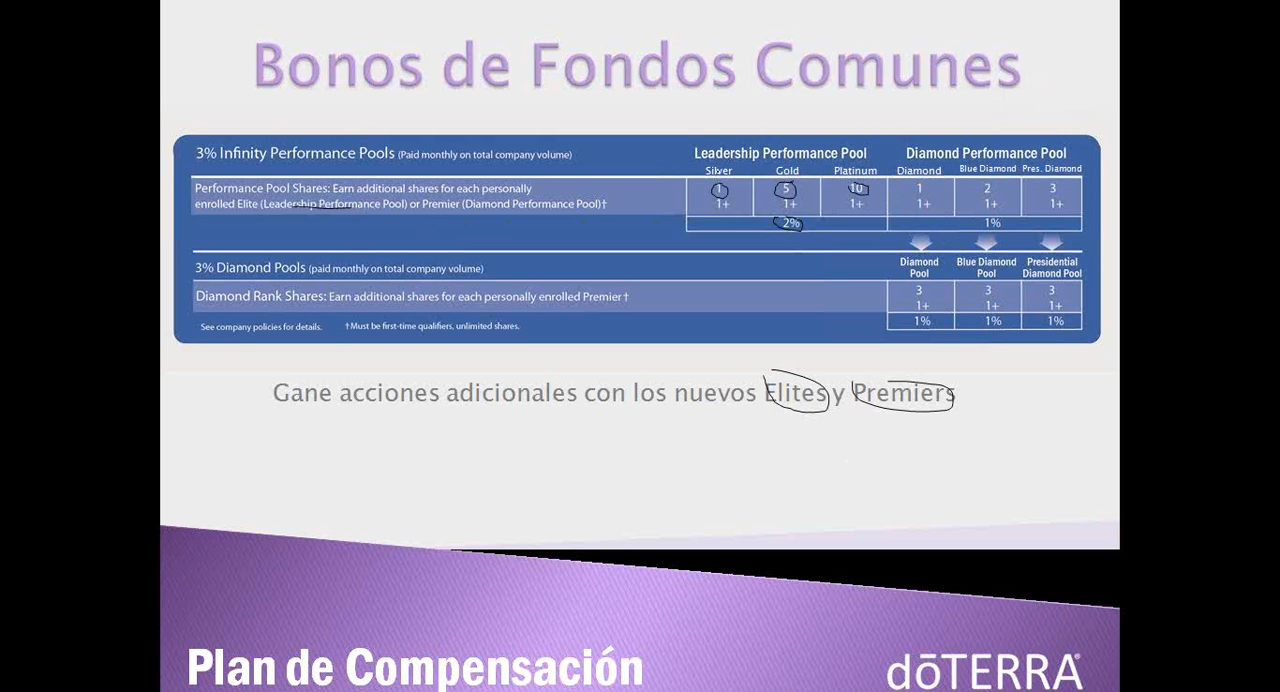 Bonos de Fondos Comunes
3% Infinity Performance Pools (Paid monthly on total company volume)
Leadership Performance Pool Diamond Performance Pool
Silver Gold Platinum Diamond Blue Diamond Pres. Diamond
Performance Pool Shares: Earn additional shares for each personally 1 5 10 1 2 3
enrolled Elite (Leadership Performance Pool) or Premier (Diamond Performance Pool)† 1+ 1+ 1+ 1+ 1+ 1+
2% 1%
Diamond Blue Diamond Presidential
3% Diamond Pools (paid monthly on total company volume) Pool Pool Diamond Pool
Diamond Rank Shares: Earn additional shares for each personally enrolled Premier† 3 3 3
1+ 1+ 1+
See company policies for details. †Must be first-time qualifiers, unlimited shares. 1% 1% 1%
Gane acciones adicionales con los nuevos Elites y Premiers
Plan de Compensación dōTERRA®